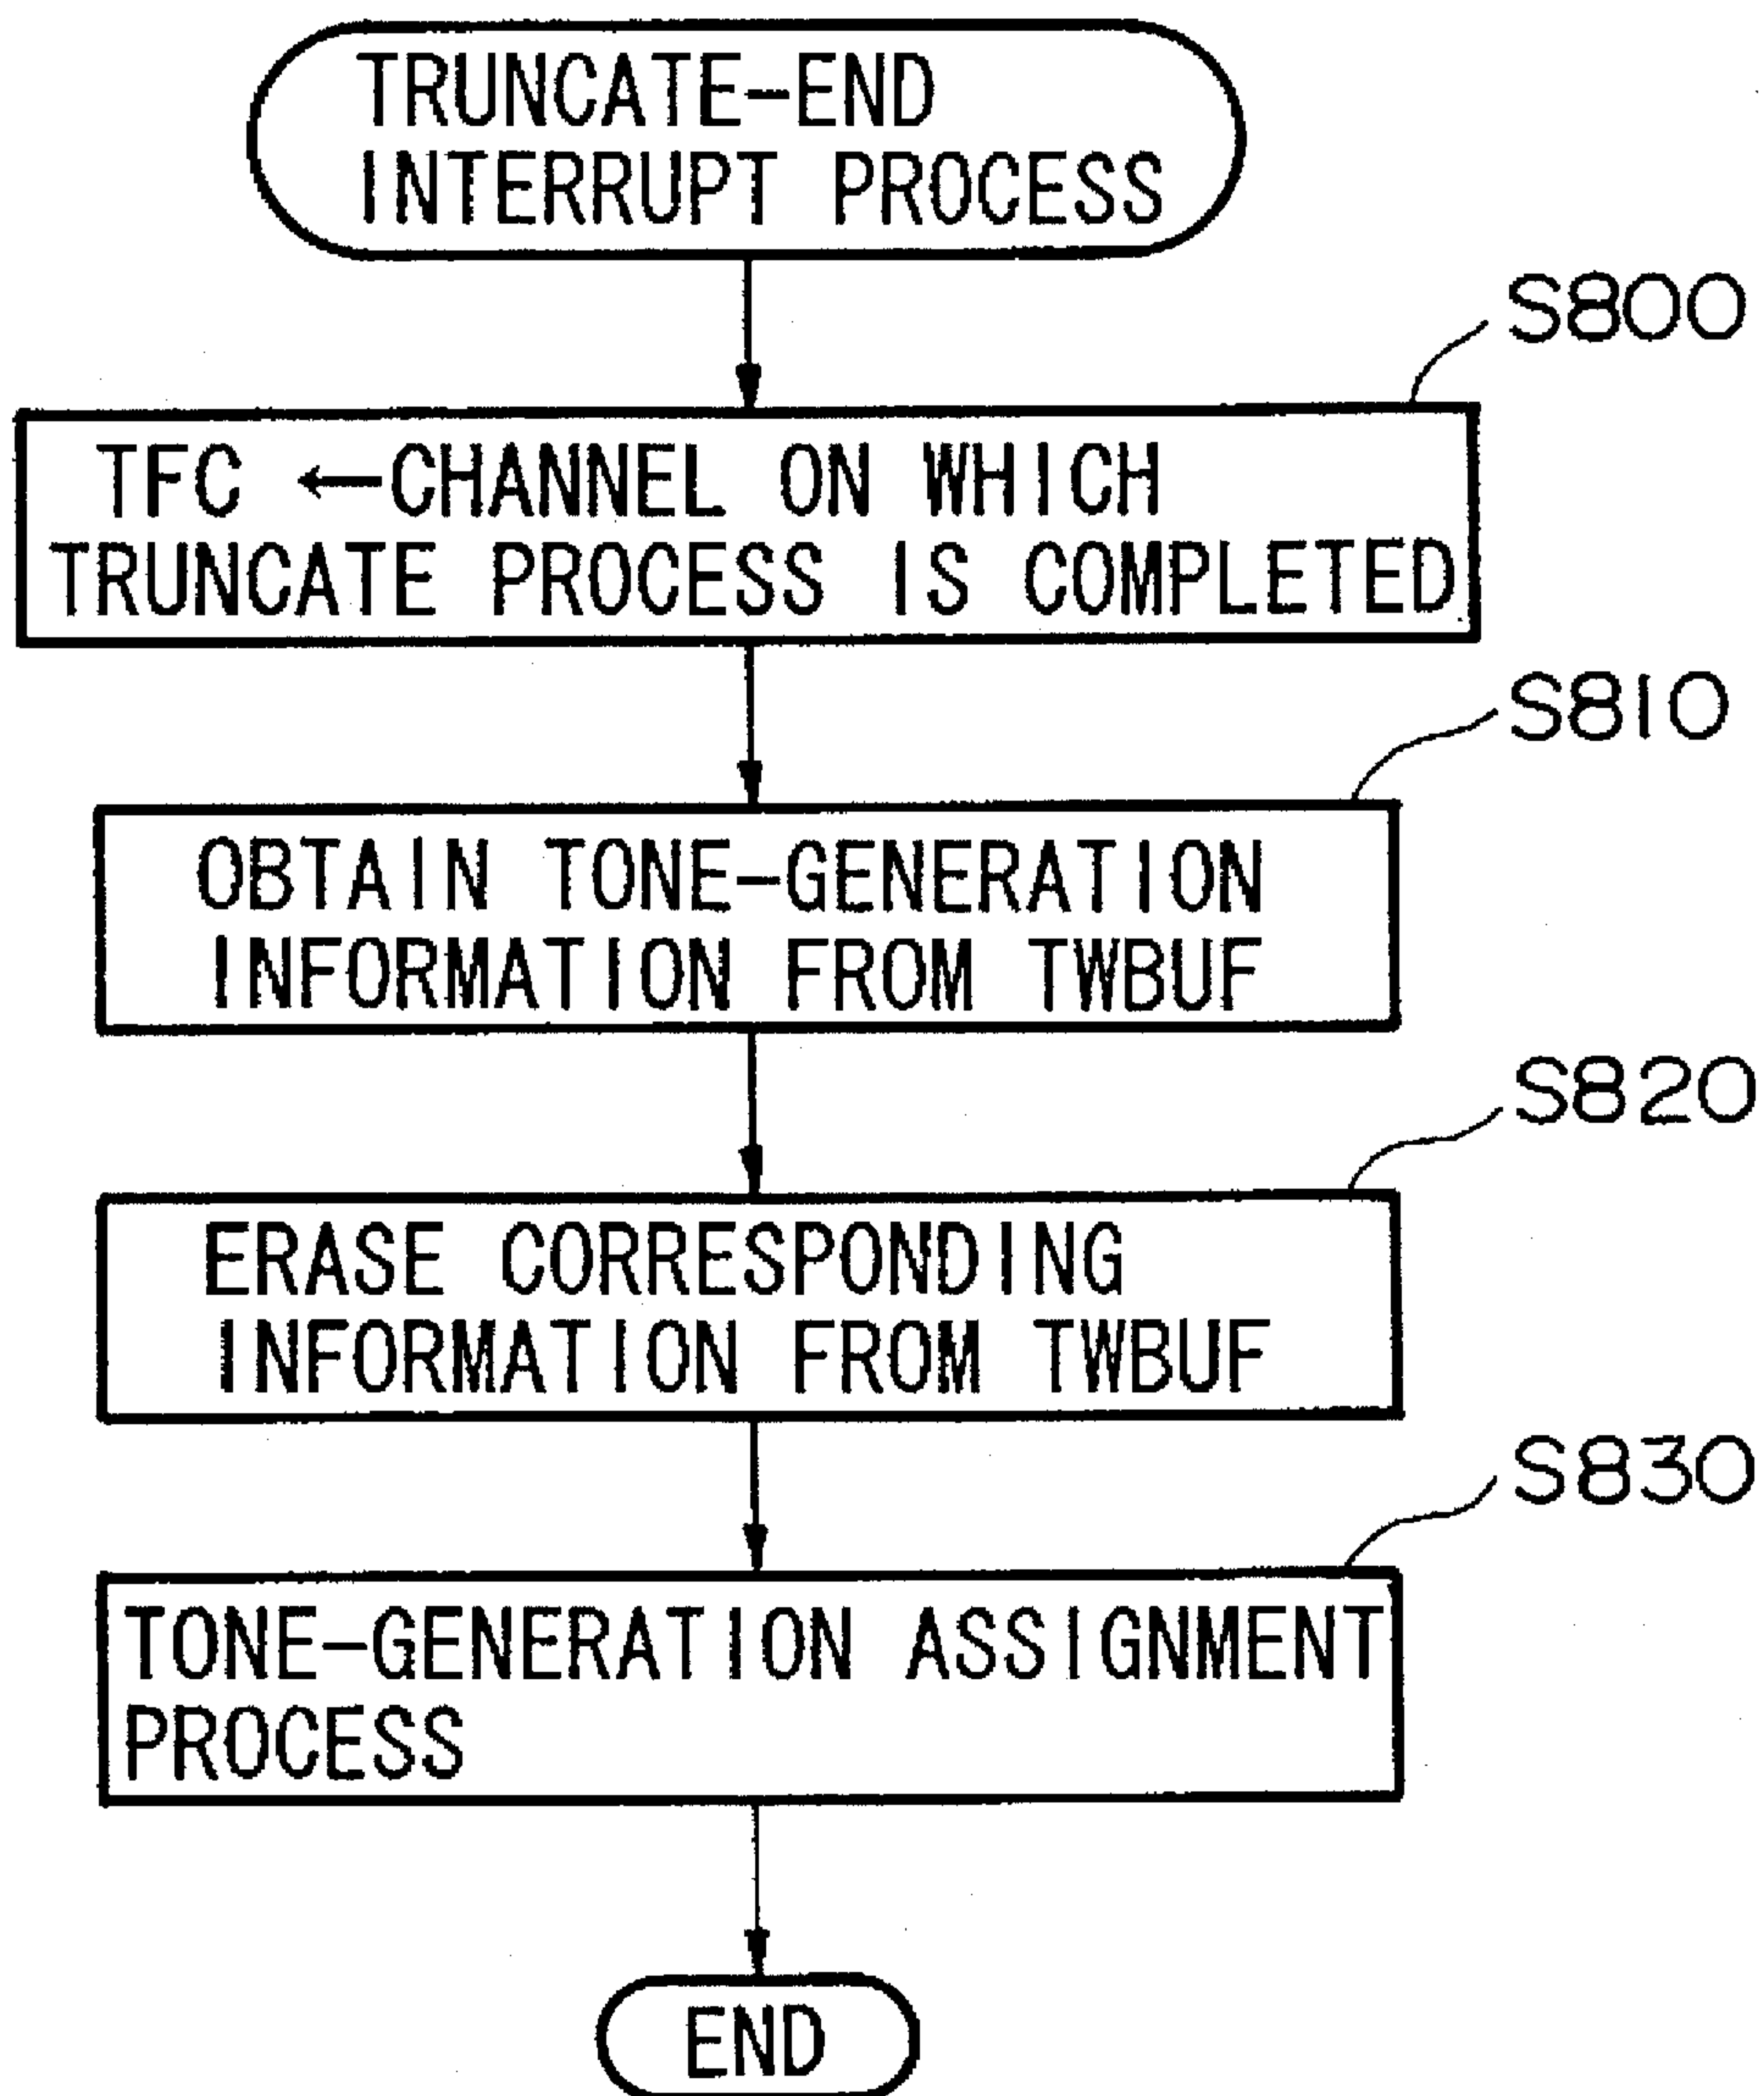 TRUNCATE-END
INTERRUPT PROCESS
S800
TFC ←CHANNEL ON WHICH
TRUNCATE PROCESS IS COMPLETED
S810
OBTAIN TONE-GENERATION
INFORMATION FROM TWBUF
S820
ERASE CORRESPONDING
INFORMATION FROM TWBUF
S830
TONE-GENERATION ASSIGNMENT
PROCESS
END